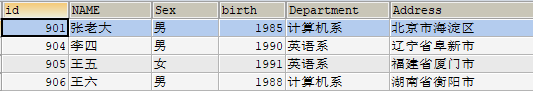 id NAME Sex birth Department Address
901 张老大 男 1985 计算机系 北京市海淀区
904 李四 男 1990 英语系 辽宁省阜新市
905 王五 女 1991 英语系 福建省厦门市
906 王六 男 1988 计算机系 湖南省衡阳市